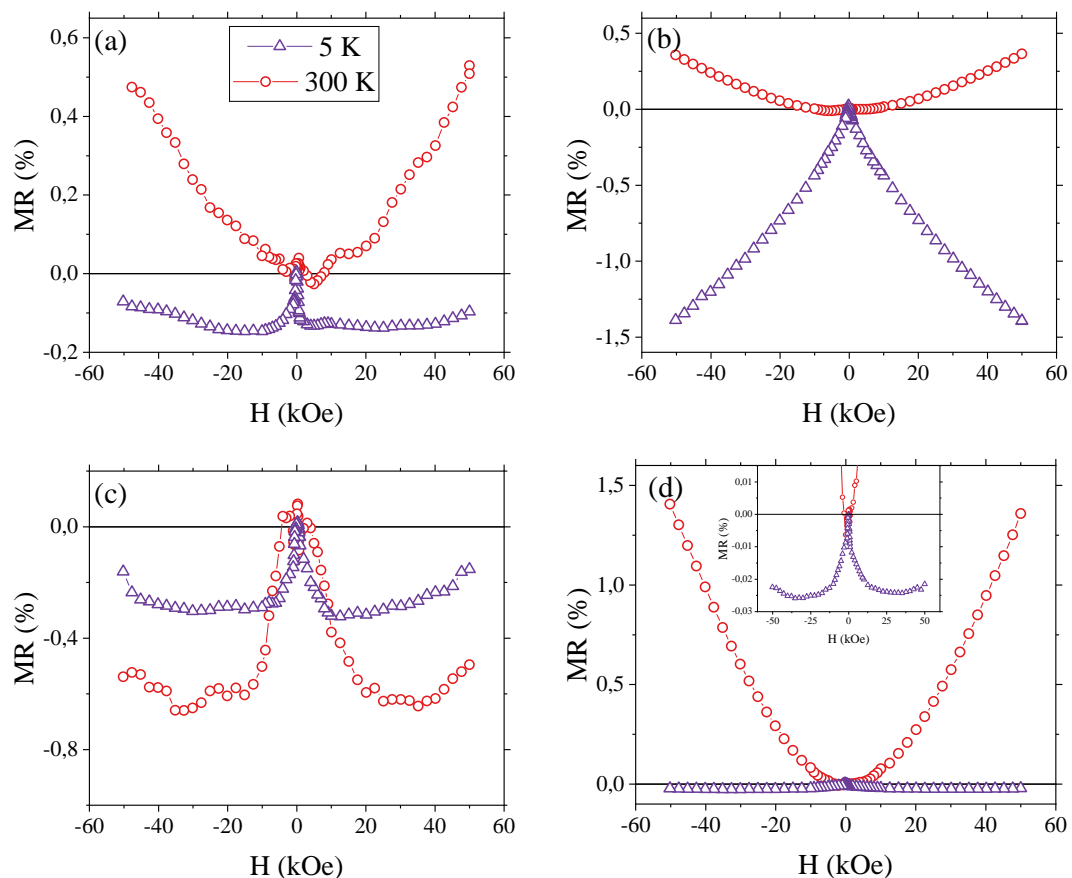 (a)
5 K
300 K
0,6
0,4
0,2
0,0
-0,2
MR (%)
-60 -40 -20 0 20 40 60
H (kOe)
(b)
0,5
0,0
-0,5
-1,0
-1,5
MR (%)
-60 -40 -20 0 20 40 60
H (kOe)
(c)
0,0
-0,4
-0,8
MR (%)
-60 -40 -20 0 20 40 60
H (kOe)
(d)
1,5
1,0
0,5
0,0
MR (%)
-60 -40 -20 0 20 40 60
H (kOe)
0,01
0,00
-0,01
-0,02
-0,03
MR (%)
-50 -25 0 25 50
H (kOe)